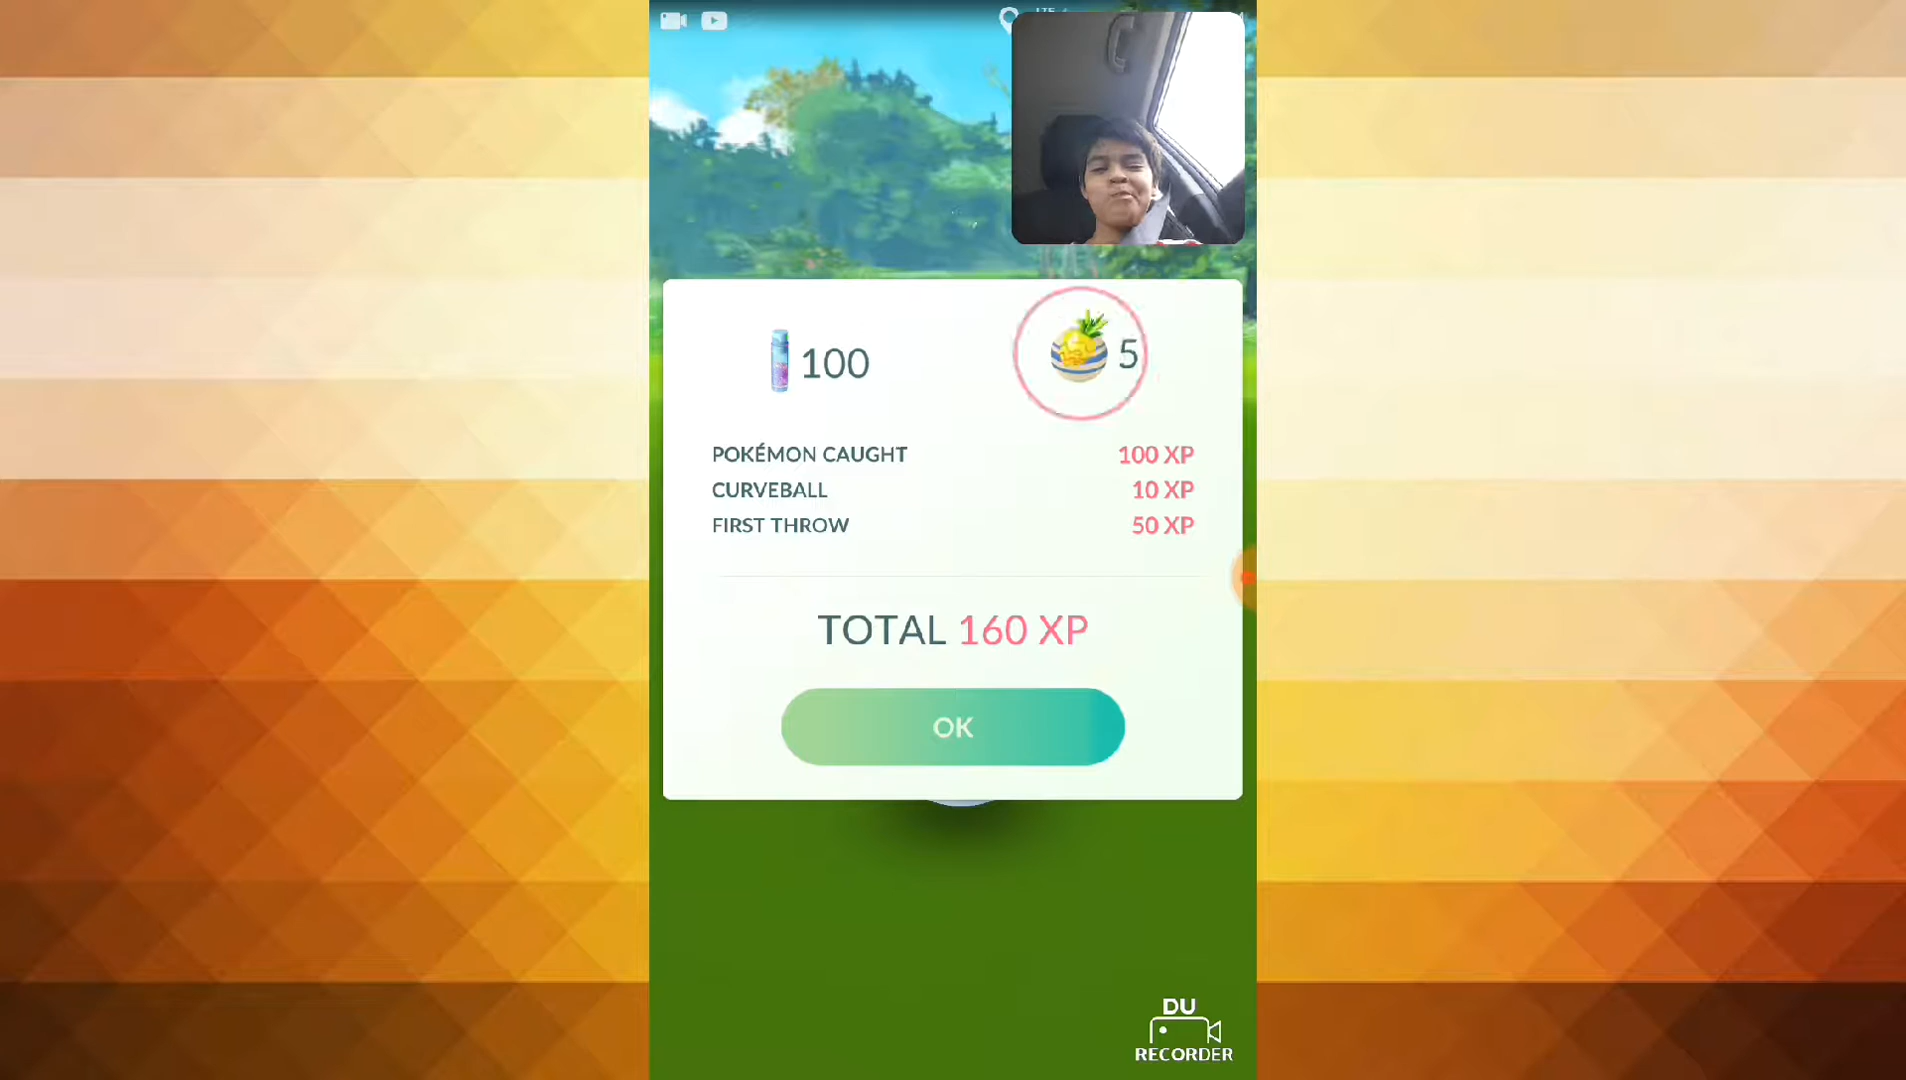 LTE
100
5
POKÉMON CAUGHT 100 XP
CURVEBALL 10 XP
FIRST THROW 50 XP
TOTAL 160 XP
OK
DU
RECORDER